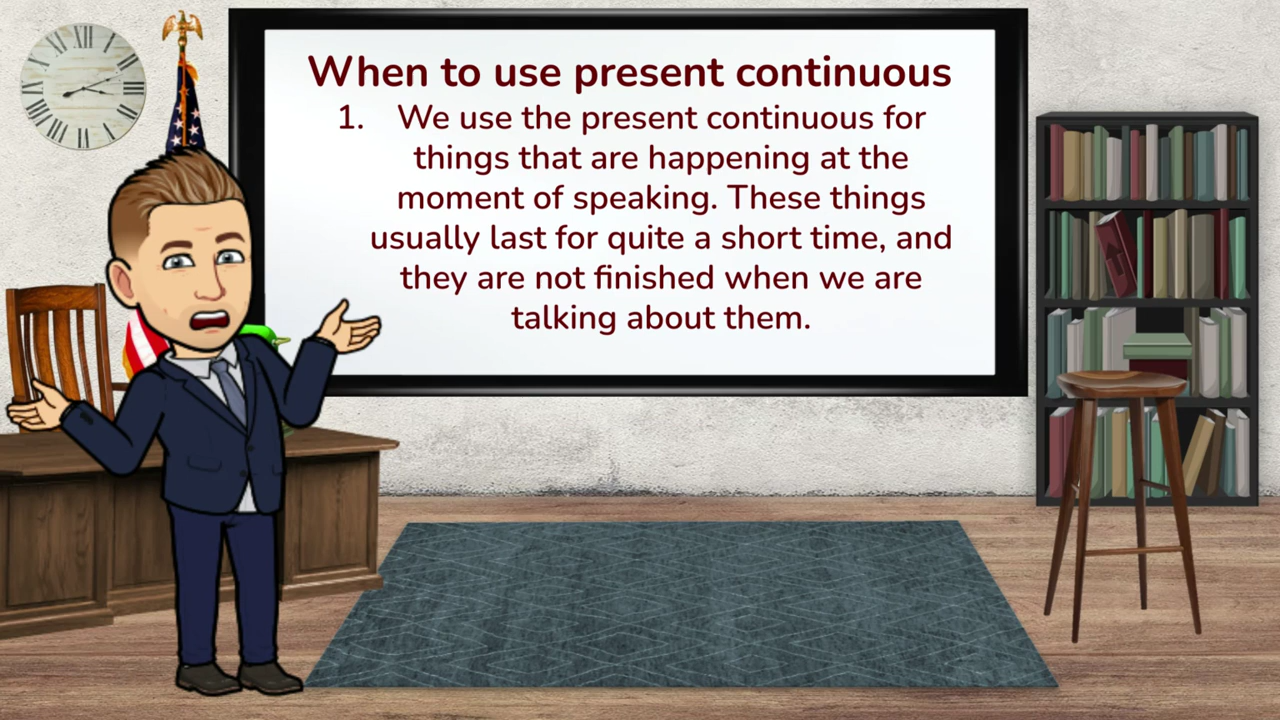 When to use present continuous
1. We use the present continuous for
things that are happening at the
moment of speaking. These things
usually last for quite a short time, and
they are not finished when we are
talking about them.